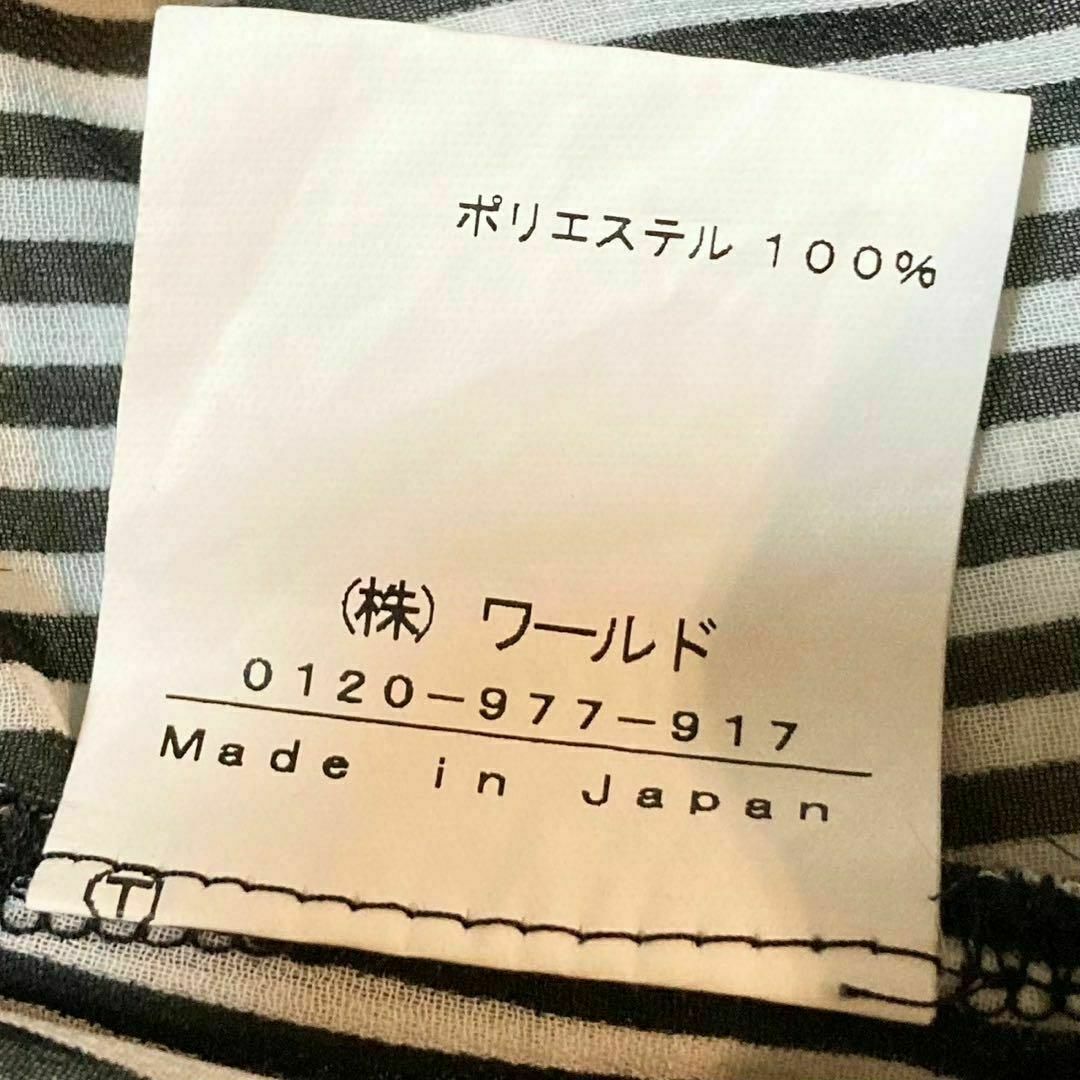 ポリエステル 100%
(株) ワールド
0120-977-917
Made in Japan
T